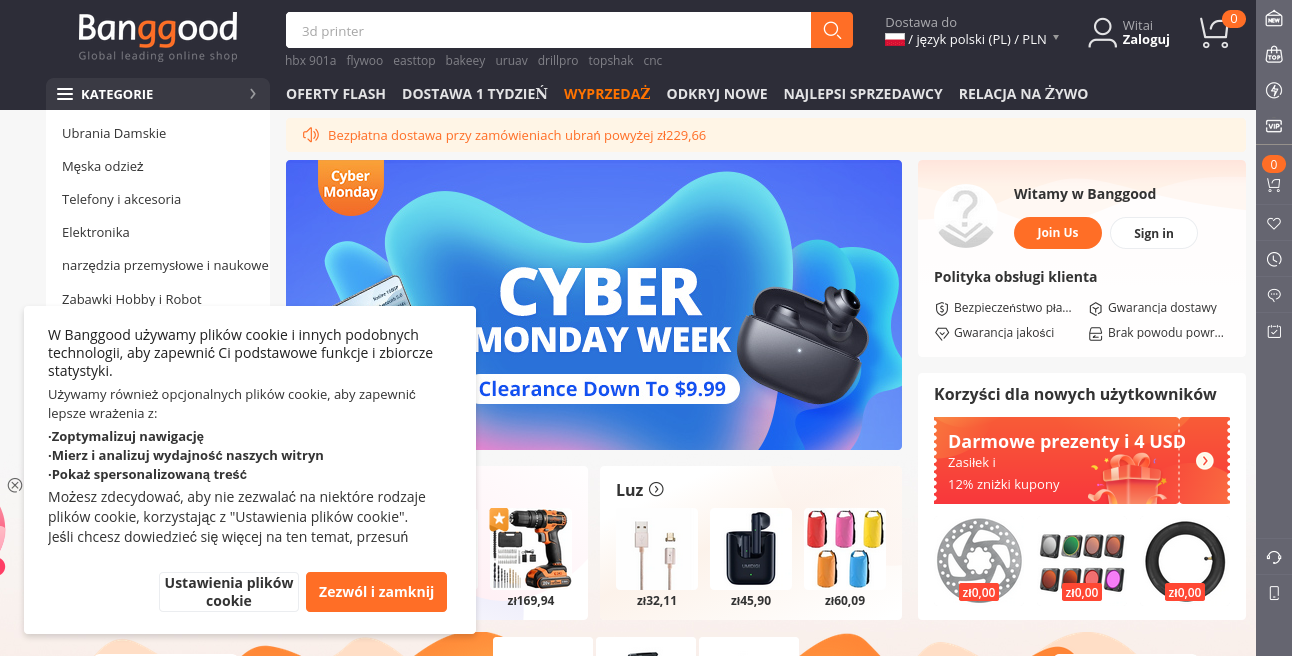 Banggood
Global leading online shop
3d printer
hbx 901a flywoo easttop bakeey uruav drillpro topshak cnc
Dostawa do
/ język polski (PL) / PLN
Witai
Zaloguj
0
KATEGORIE
OFERTY FLASH DOSTAWA 1 TYDZIEŃ WYPRZEDAŻ ODKRYJ NOWE NAJLEPSI SPRZEDAWCY RELACJA NA ŻYWO
Ubrania Damskie
Męska odzież
Telefony i akcesoria
Elektronika
narzędzia przemysłowe i naukowe
Zabawki Hobby i Robot
Bezpłatna dostawa przy zamówieniach ubrań powyżej zł229,66
Cyber
Monday
CYBER
MONDAY WEEK
Clearance Down To $9.99
Witamy w Banggood
Join Us
Sign in
Polityka obsługi klienta
Bezpieczeństwo pła...
Gwarancja dostawy
Gwarancja jakości
Brak powodu powr...
Korzyści dla nowych użytkowników
Darmowe prezenty i 4 USD
Zasiłek i
12% zniżki kupony
zł0,00
zł0,00
zł0,00
W Banggood używamy plików cookie i innych podobnych
technologii, aby zapewnić Ci podstawowe funkcje i zbiorcze
statystyki.
Używamy również opcjonalnych plików cookie, aby zapewnić
lepsze wrażenia z:
·Zoptymalizuj nawigację
·Mierz i analizuj wydajność naszych witryn
·Pokaż spersonalizowaną treść
Możesz zdecydować, aby nie zezwalać na niektóre rodzaje
plików cookie, korzystając z "Ustawienia plików cookie".
Jeśli chcesz dowiedzieć się więcej na ten temat, przesuń
Ustawienia plików
cookie
Zezwól i zamknij
zł169,94
Luz
zł32,11
zł45,90
zł60,09
NEW
TOP
VIP
0